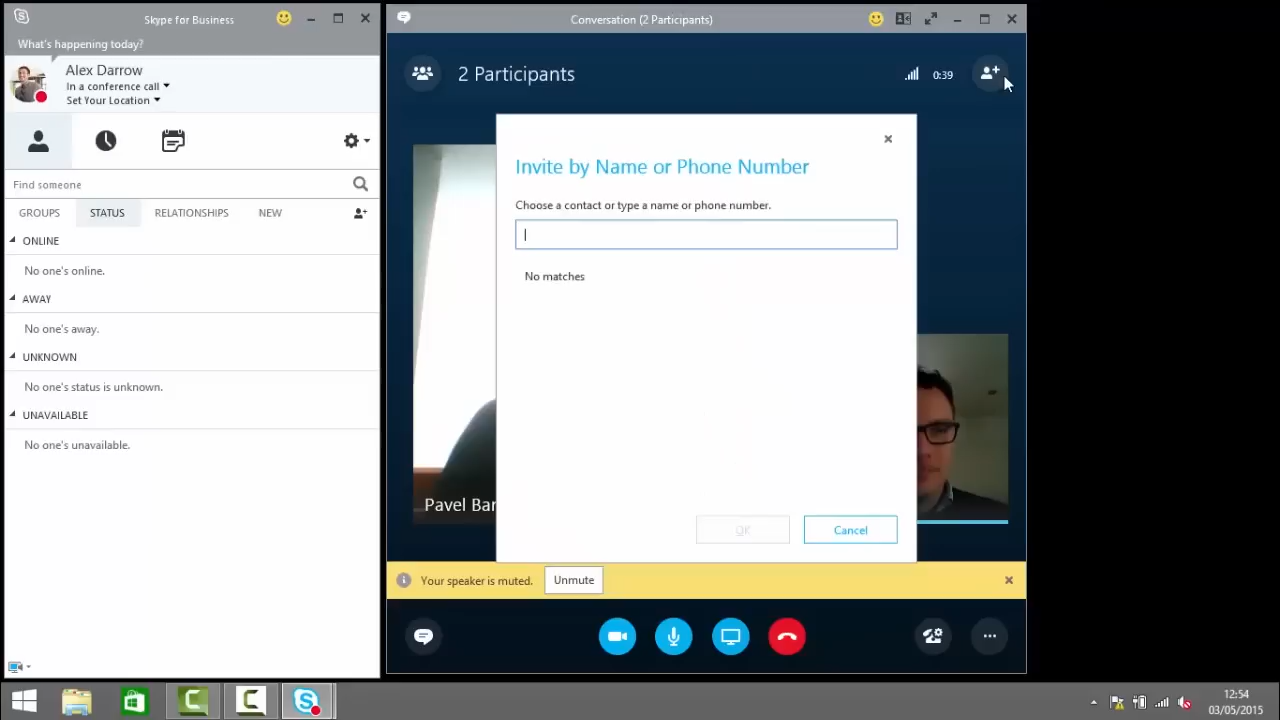 Skype for Business
What's happening today?
Alex Darrow
In a conference call
Set Your Location
Find someone
GROUPS
STATUS
RELATIONSHIPS
NEW
ONLINE
No one's online.
AWAY
No one's away.
UNKNOWN
No one's status is unknown.
UNAVAILABLE
No one's unavailable.
Conversation (2 Participants)
2 Participants
0:39
Invite by Name or Phone Number
Choose a contact or type a name or phone number.
No matches
OK
Cancel
Pavel Bar
Your speaker is muted.
Unmute
12:54
03/05/2015